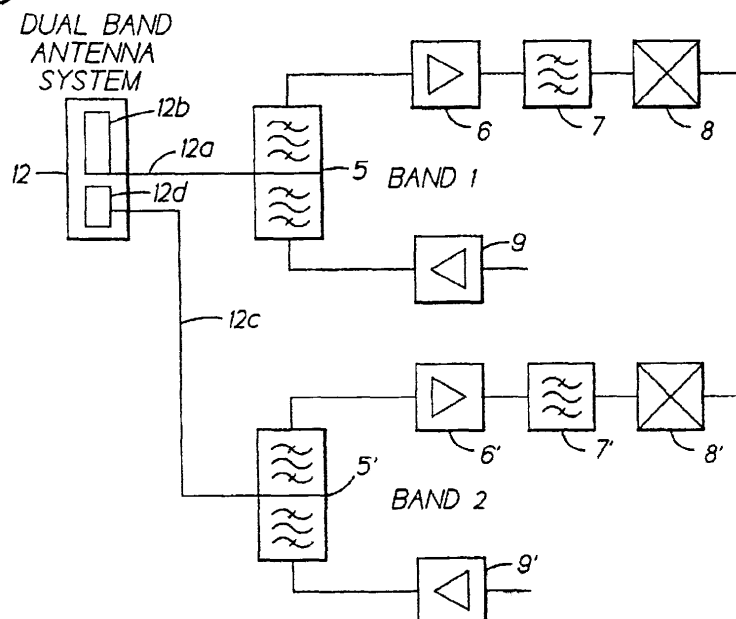 DUAL BAND
ANTENNA
SYSTEM
12b
12a
12
12d
5
BAND 1
6
7
8
9
12c
6'
7'
8'
5'
BAND 2
9'